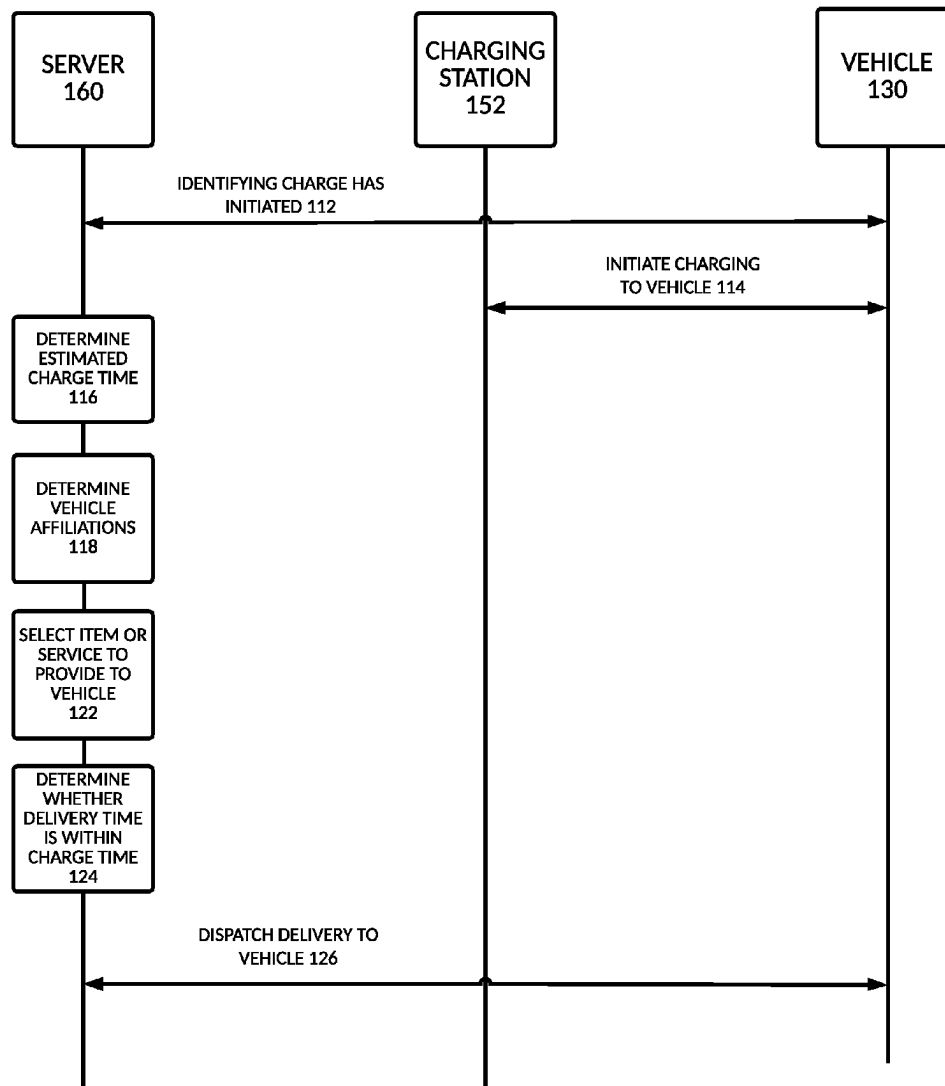 SERVER
160
CHARGING
STATION
152
VEHICLE
130
IDENTIFYING CHARGE HAS
INITIATED 112
INITIATE CHARGING
TO VEHICLE 114
DETERMINE
ESTIMATED
CHARGE TIME
116
DETERMINE
VEHICLE
AFFILIATIONS
118
SELECT ITEM OR
SERVICE TO
PROVIDE TO
VEHICLE
122
DETERMINE
WHETHER
DELIVERY TIME
IS WITHIN
CHARGE TIME
124
DISPATCH DELIVERY TO
VEHICLE 126